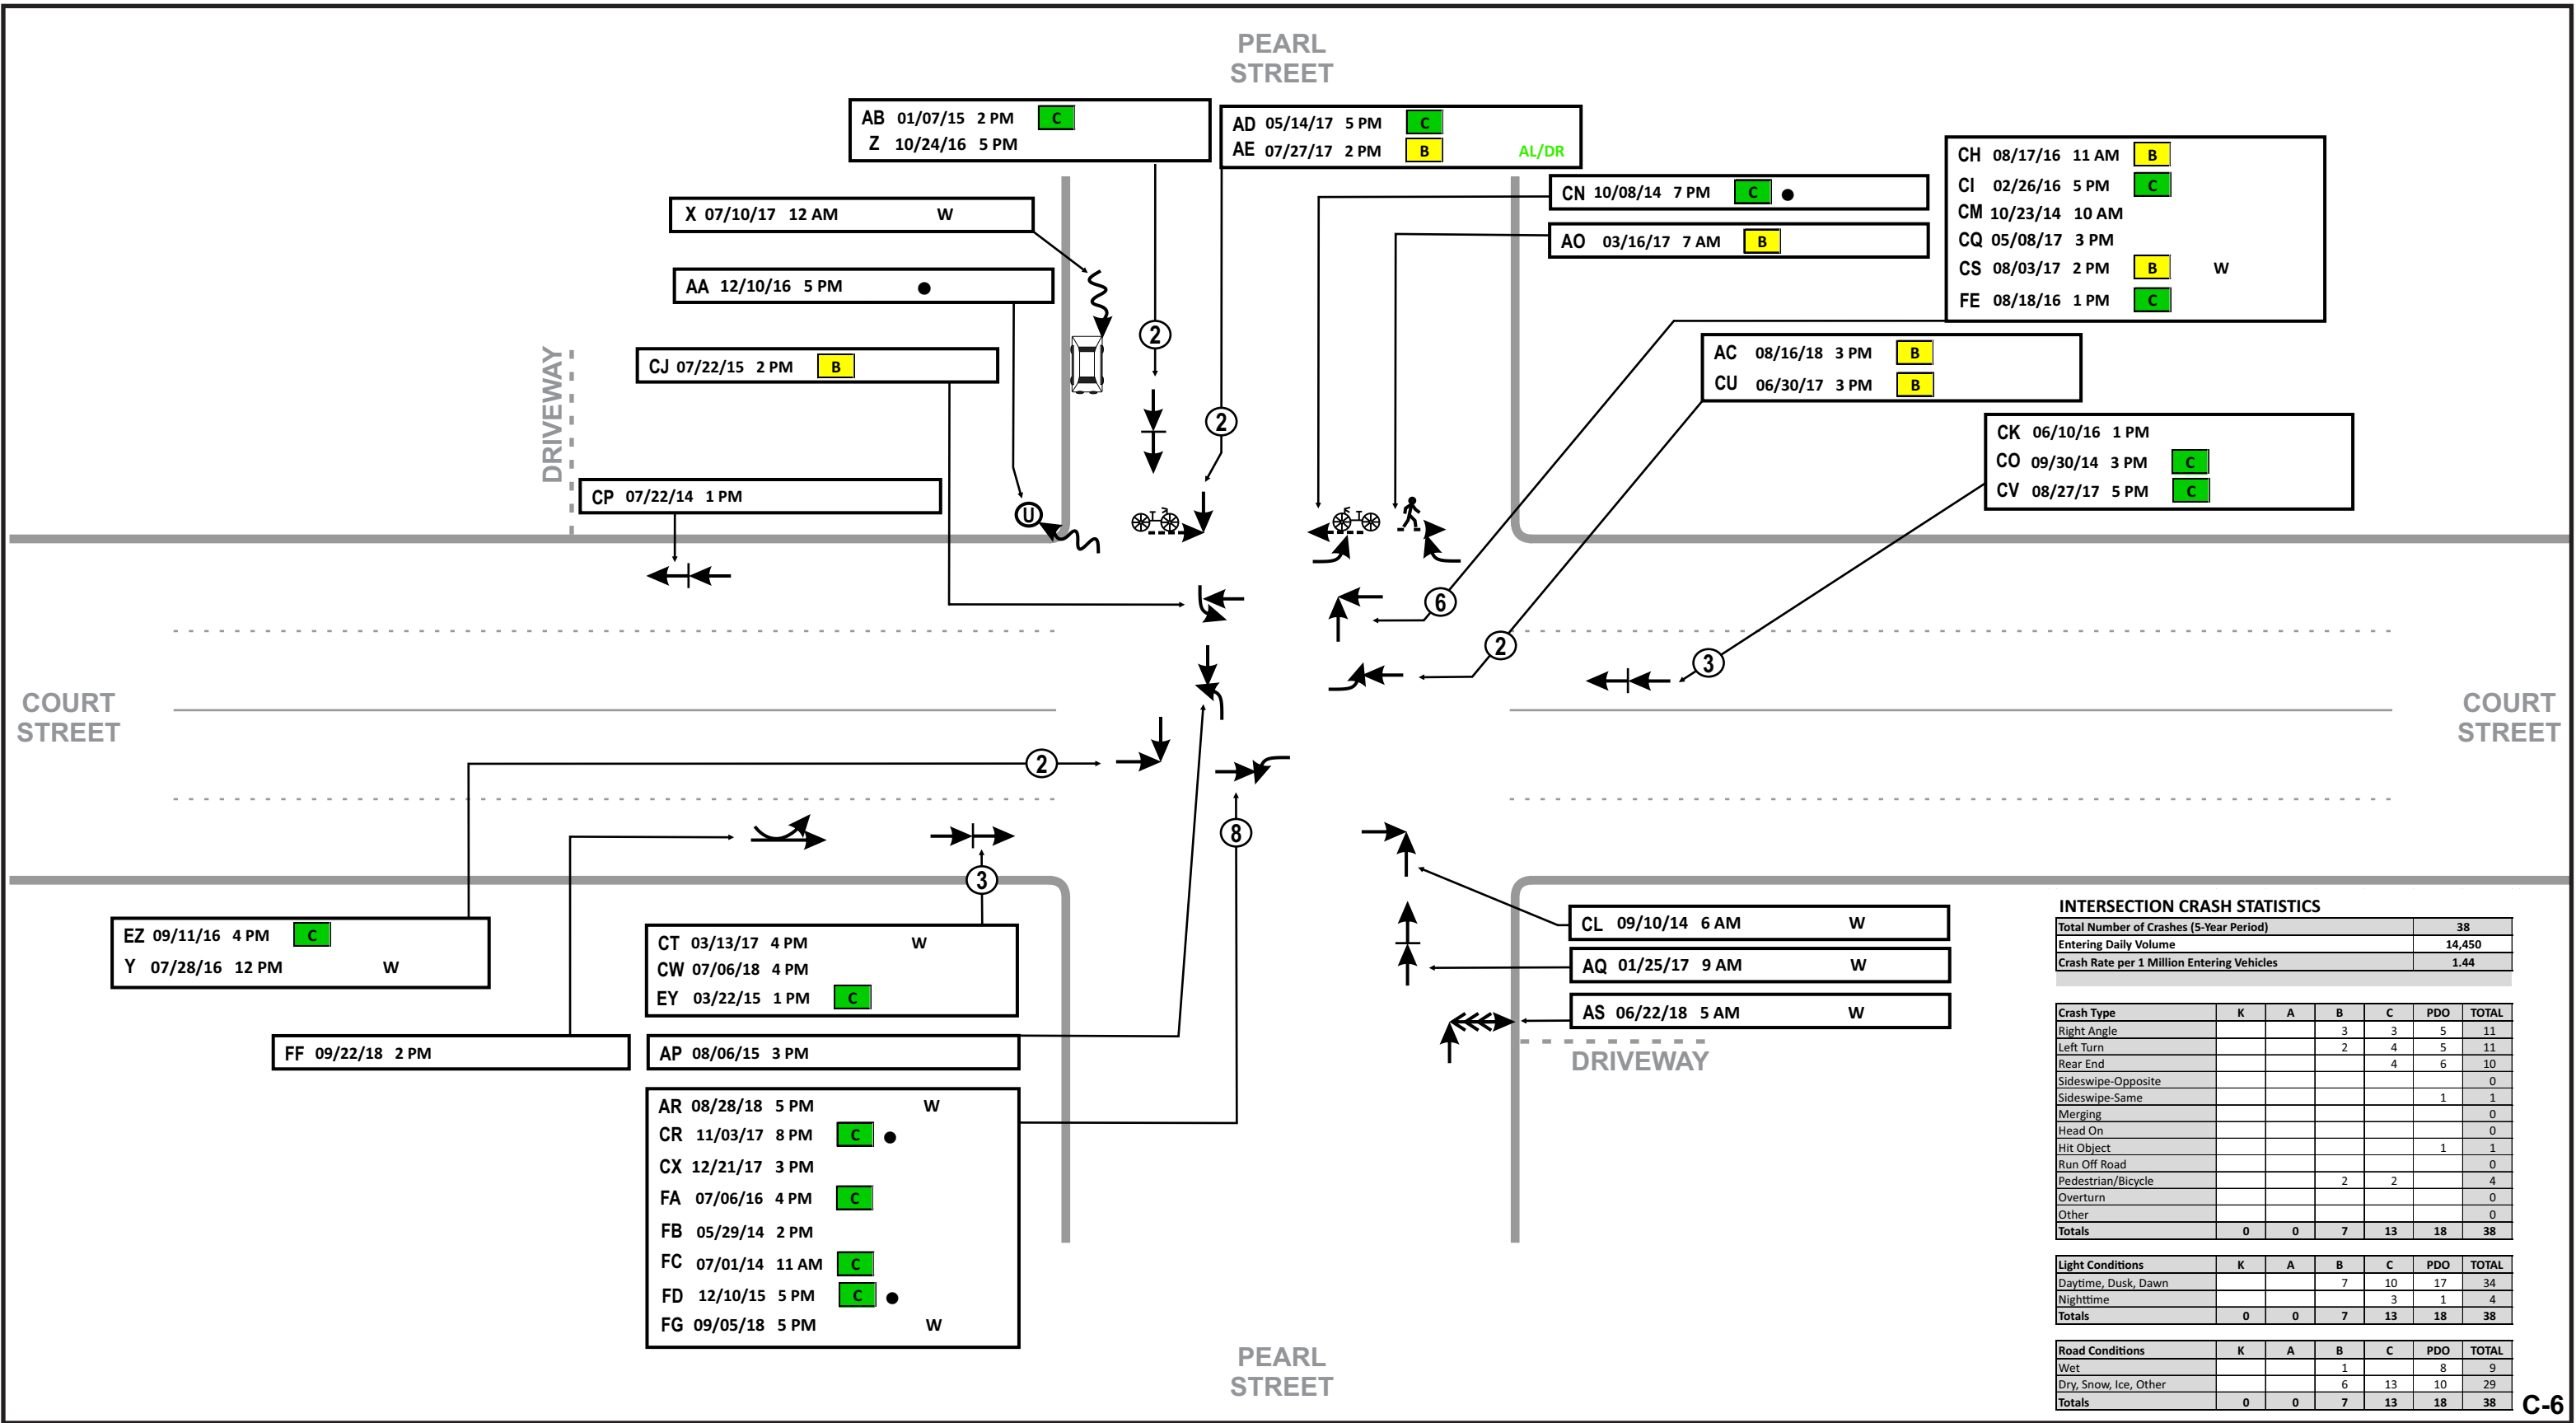 PEARL
STREET
AB 01/07/15 2 PM C
Z 10/24/16 5 PM
AD 05/14/17 5 PM C
AE 07/27/17 2 PM B AL/DR
X 07/10/17 12 AM W
AA 12/10/16 5 PM
CJ 07/22/15 2 PM B
CP 07/22/14 1 PM
DRIVEWAY
CN 10/08/14 7 PM C
AO 03/16/17 7 AM B
CH 08/17/16 11 AM B
CI 02/26/16 5 PM C
CM 10/23/14 10 AM
CQ 05/08/17 3 PM
CS 08/03/17 2 PM B W
FE 08/18/16 1 PM C
AC 08/16/18 3 PM B
CU 06/30/17 3 PM B
CK 06/10/16 1 PM
CO 09/30/14 3 PM C
CV 08/27/17 5 PM C
2
2
U
6
2
3
COURT
STREET
COURT
STREET
2
8
3
EZ 09/11/16 4 PM C
Y 07/28/16 12 PM W
FF 09/22/18 2 PM
CT 03/13/17 4 PM W
CW 07/06/18 4 PM
EY 03/22/15 1 PM C
AP 08/06/15 3 PM
AR 08/28/18 5 PM W
CR 11/03/17 8 PM C
CX 12/21/17 3 PM
FA 07/06/16 4 PM C
FB 05/29/14 2 PM
FC 07/01/14 11 AM C
FD 12/10/15 5 PM C
FG 09/05/18 5 PM W
CL 09/10/14 6 AM W
AQ 01/25/17 9 AM W
AS 06/22/18 5 AM W
DRIVEWAY
PEARL
STREET
INTERSECTION CRASH STATISTICS
Total Number of Crashes (5-Year Period) 38
Entering Daily Volume 14,450
Crash Rate per 1 Million Entering Vehicles 1.44
Crash Type K A B C PDO TOTAL
Right Angle 3 3 5 11
Left Turn 2 4 5 11
Rear End 4 6 10
Sideswipe-Opposite 0
Sideswipe-Same 1 1
Merging 0
Head On 0
Hit Object 1 1
Run Off Road 0
Pedestrian/Bicycle 2 2 4
Overturn 0
Other 0
Totals 0 0 7 13 18 38
Light Conditions K A B C PDO TOTAL
Daytime, Dusk, Dawn 7 10 17 34
Nighttime 3 1 4
Totals 0 0 7 13 18 38
Road Conditions K A B C PDO TOTAL
Wet 1 8 9
Dry, Snow, Ice, Other 6 13 10 29
Totals 0 0 7 13 18 38
C-6